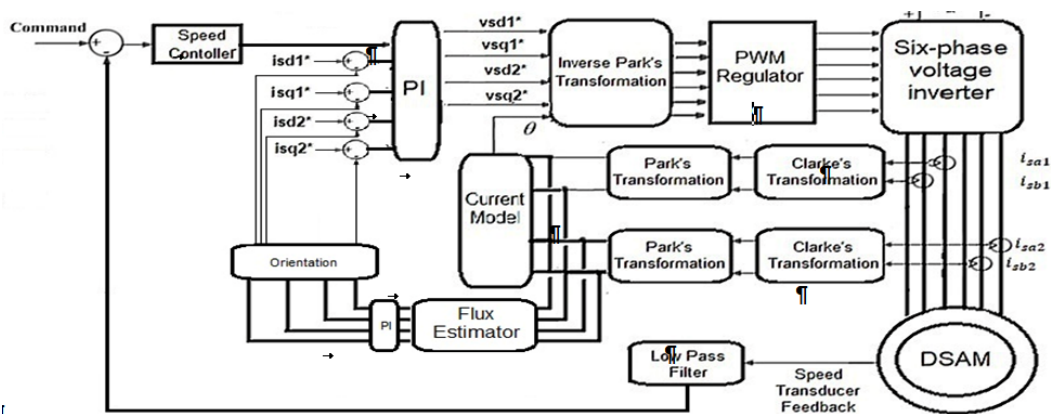 Command
+
-
Speed
Contoller
isd1*
+
-
isq1*
+
-
isd2*
+
-
isq2*
+
-
PI
vsd1*
vsq1*
vsd2*
vsq2*
θ
Inverse Park's
Transformation
PWM
Regulator
Six-phase
voltage
inverter
Current
Model
Park's
Transformation
Clarke's
Transformation
isa1
isb1
Park's
Transformation
Clarke's
Transformation
isa2
isb2
Orientation
PI
Flux
Estimator
Low Pass
Filter
Speed
Transducer
Feedback
DSAM